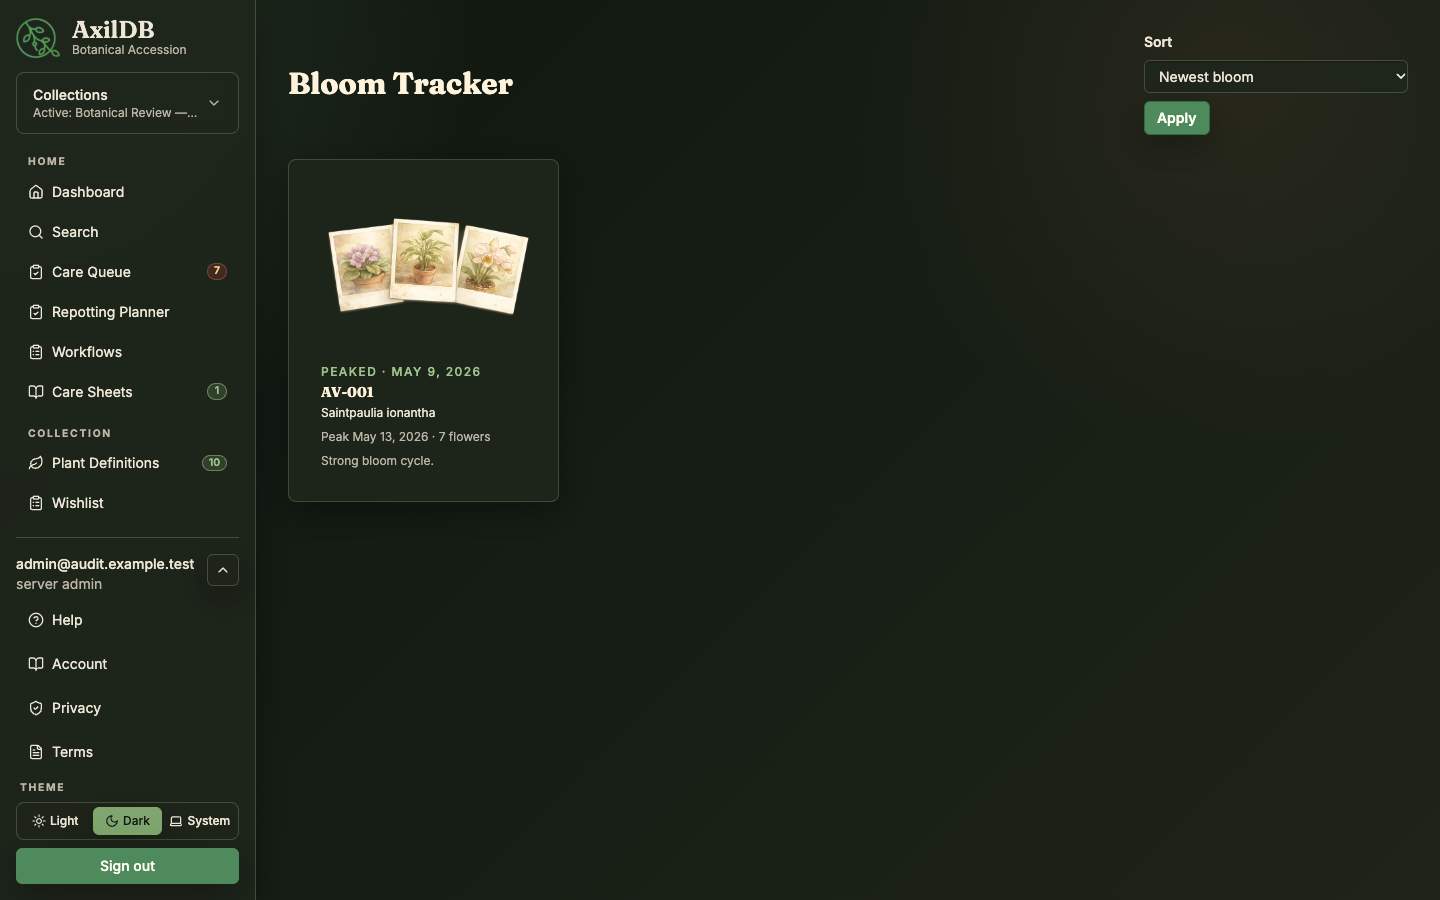 AxilDB
Botanical Accession
Collections
Active: Botanical Review —...
HOME
Dashboard
Search
Care Queue 7
Repotting Planner
Workflows
Care Sheets 1
COLLECTION
Plant Definitions 10
Wishlist
admin@audit.example.test
server admin
Help
Account
Privacy
Terms
THEME
Light Dark System
Sign out
Bloom Tracker
Sort
Newest bloom
Apply
PEAKED · MAY 9, 2026
AV-001
Saintpaulia ionantha
Peak May 13, 2026 · 7 flowers
Strong bloom cycle.